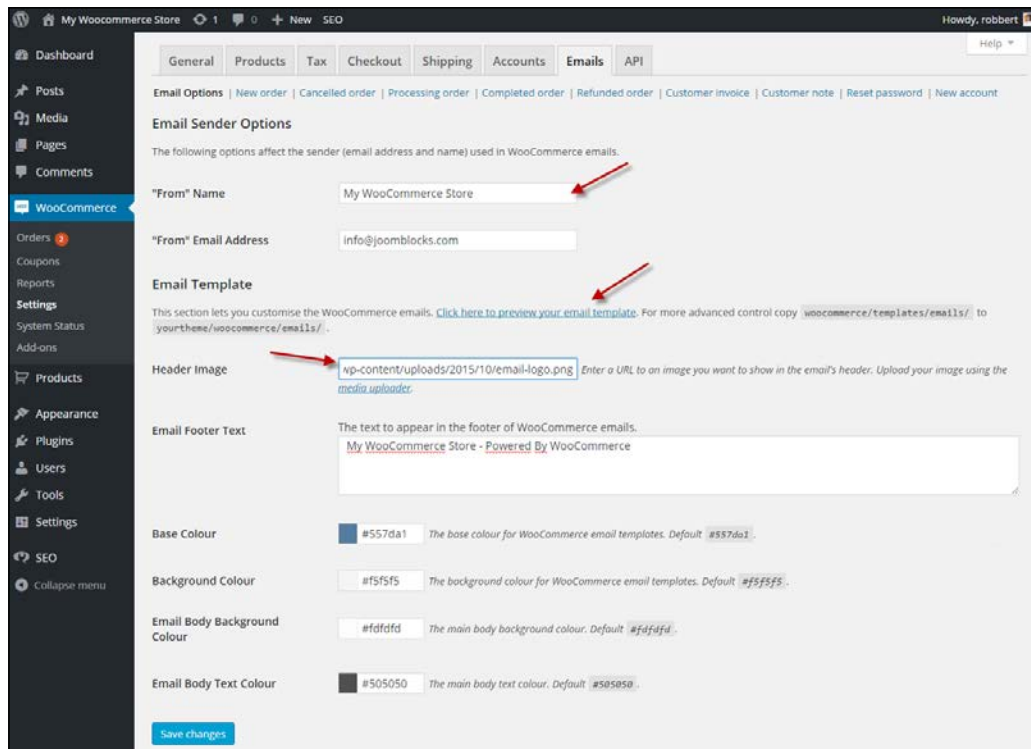 My Woocommerce Store 1 0 + New SEO Howdy, robbert
Help
Dashboard
Posts
Media
Pages
Comments
WooCommerce
Orders 2
Coupons
Reports
Settings
System Status
Add-ons
Products
Appearance
Plugins
Users
Tools
Settings
SEO
Collapse menu
General Products Tax Checkout Shipping Accounts Emails API
Email Options | New order | Cancelled order | Processing order | Completed order | Refunded order | Customer invoice | Customer note | Reset password | New account
Email Sender Options
The following options affect the sender (email address and name) used in WooCommerce emails.
"From" Name My WooCommerce Store
"From" Email Address info@joomblocks.com
Email Template
This section lets you customise the WooCommerce emails. Click here to preview your email template. For more advanced control copy woocommerce/templates/emails/ to
yourtheme/woocommerce/emails/ .
Header Image wp-content/uploads/2015/10/email-logo.png Enter a URL to an image you want to show in the email's header. Upload your image using the
media uploader.
Email Footer Text The text to appear in the footer of WooCommerce emails.
My WooCommerce Store - Powered By WooCommerce
Base Colour #557da1 The base colour for WooCommerce email templates. Default #557da1 .
Background Colour #f5f5f5 The background colour for WooCommerce email templates. Default #f5f5f5 .
Email Body Background
Colour #fdfdfd The main body background colour. Default #fdfdfd .
Email Body Text Colour #505050 The main body text colour. Default #505050 .
Save changes